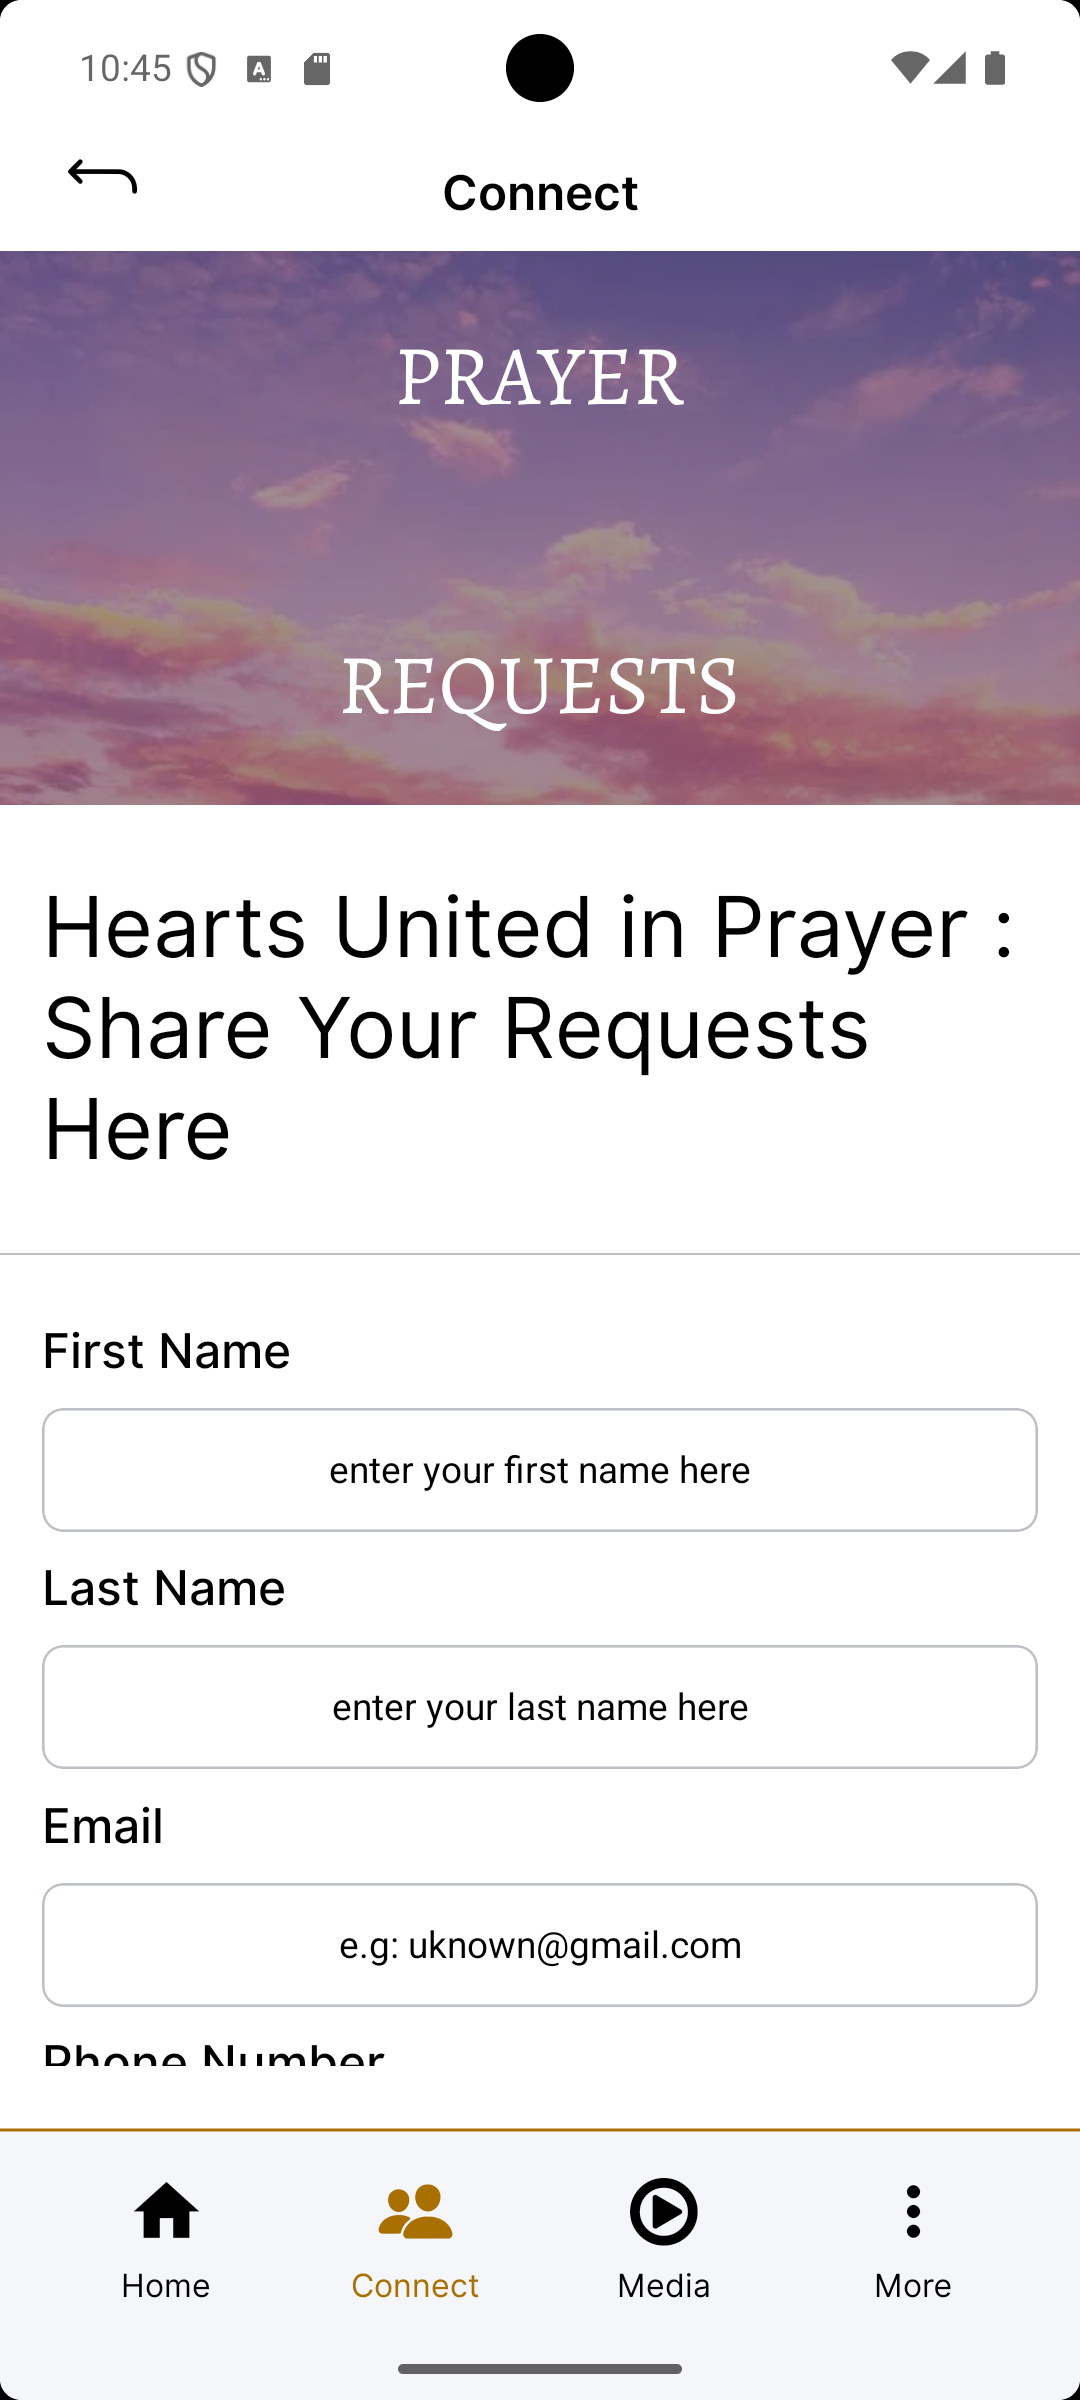 10:45
Connect
PRAYER
REQUESTS
Hearts United in Prayer :
Share Your Requests
Here
First Name
enter your first name here
Last Name
enter your last name here
Email
e.g: uknown@gmail.com
Phone Number
Home
Connect
Media
More